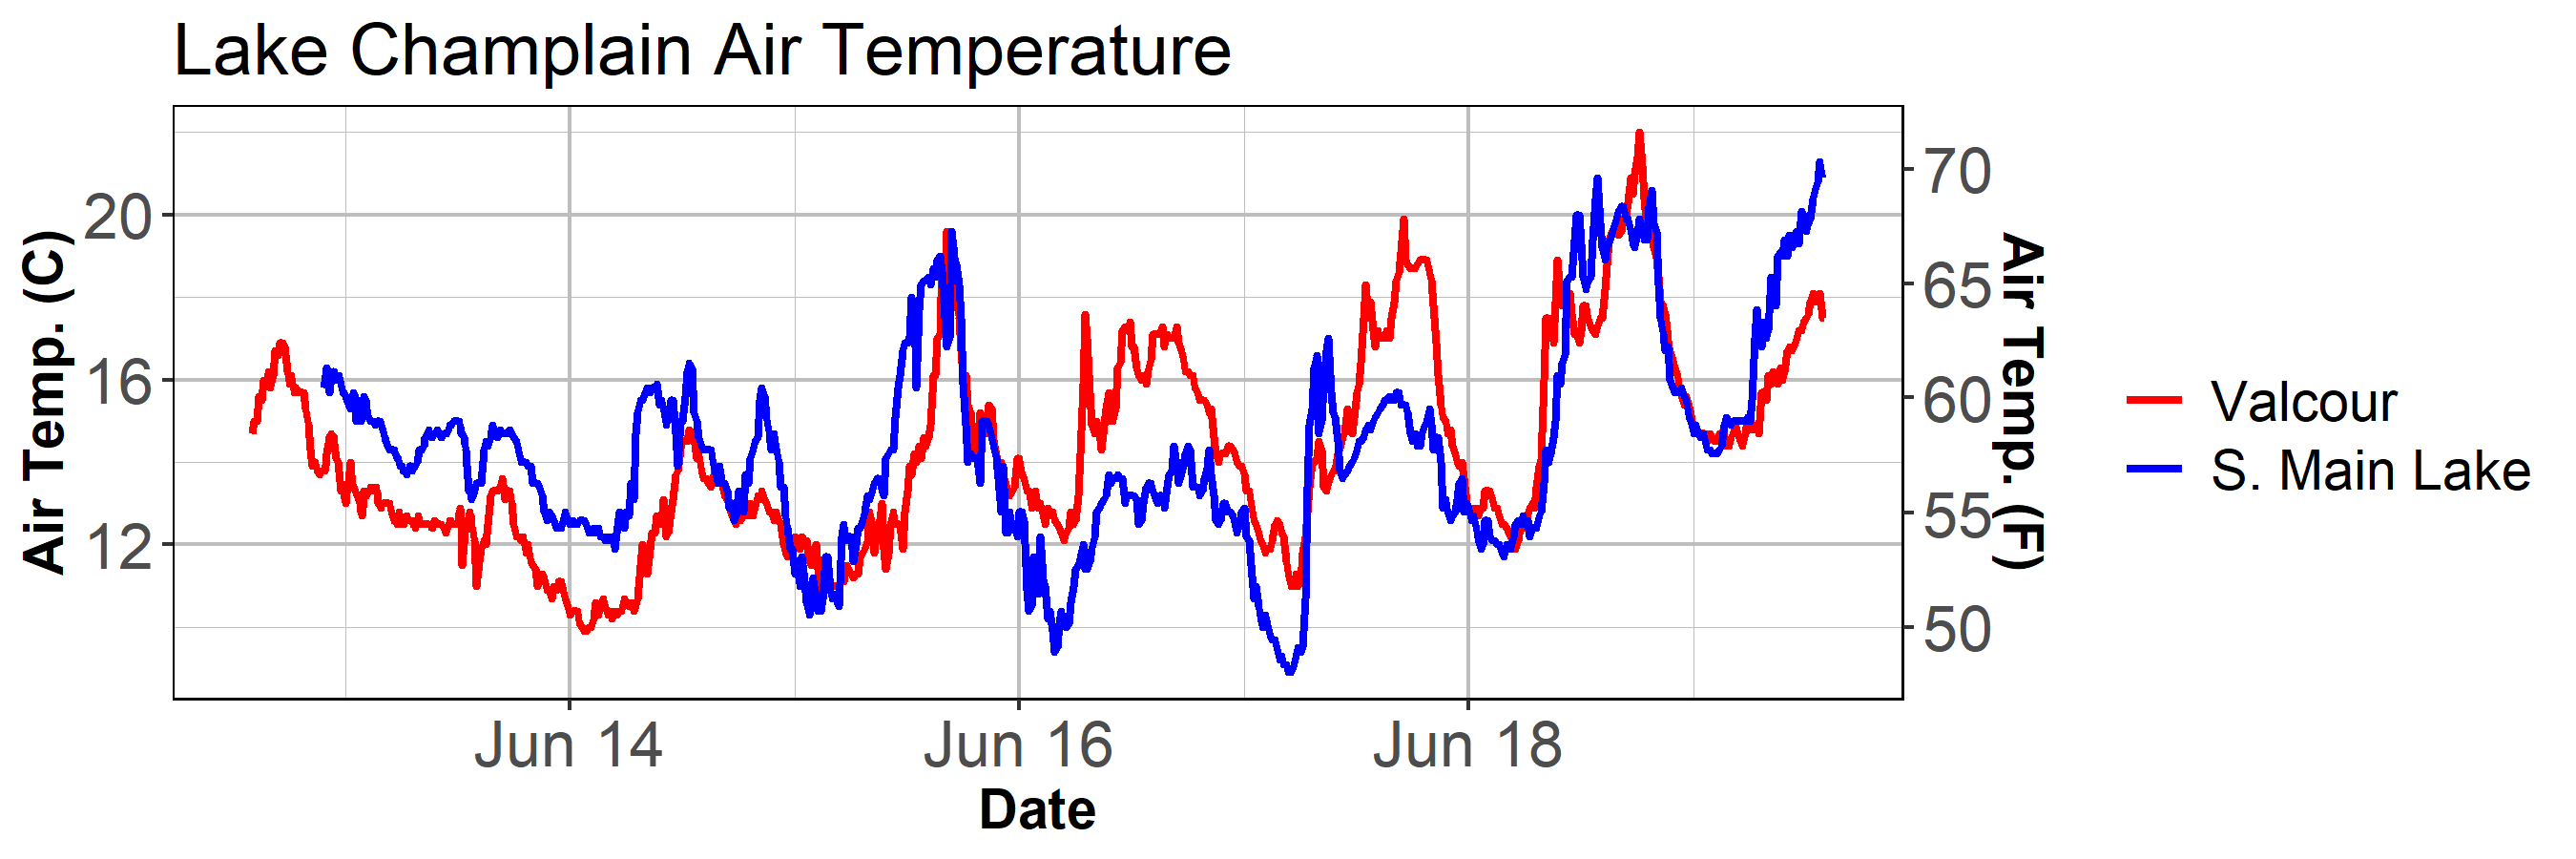 Lake Champlain Air Temperature
Air Temp. (C)
20
16
12
70
65
60
55
50
Air Temp. (F)
Jun 14
Jun 16
Jun 18
Date
Valcour
S. Main Lake